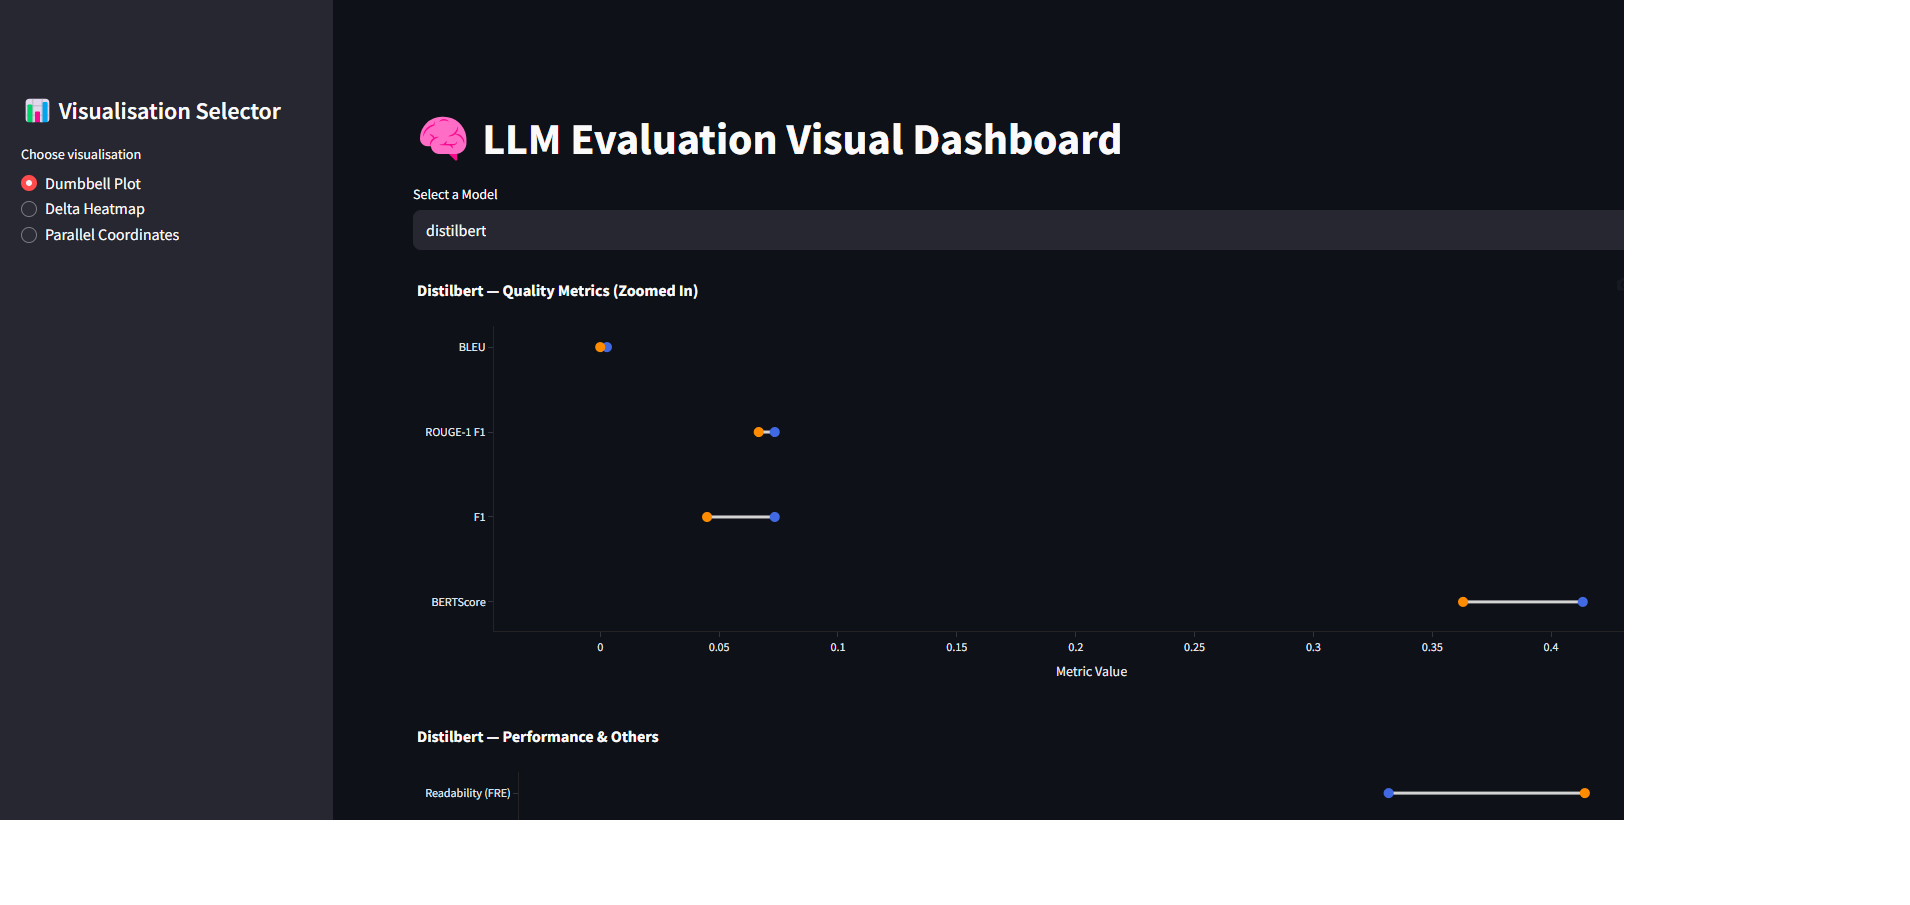 Visualisation Selector
Choose visualisation
Dumbbell Plot
Delta Heatmap
Parallel Coordinates
LLM Evaluation Visual Dashboard
Select a Model
distilbert
Distilbert — Quality Metrics (Zoomed In)
BLEU
ROUGE-1 F1
F1
BERTScore
0 0.05 0.1 0.15 0.2 0.25 0.3 0.35 0.4
Metric Value
Distilbert — Performance & Others
Readability (FRE)